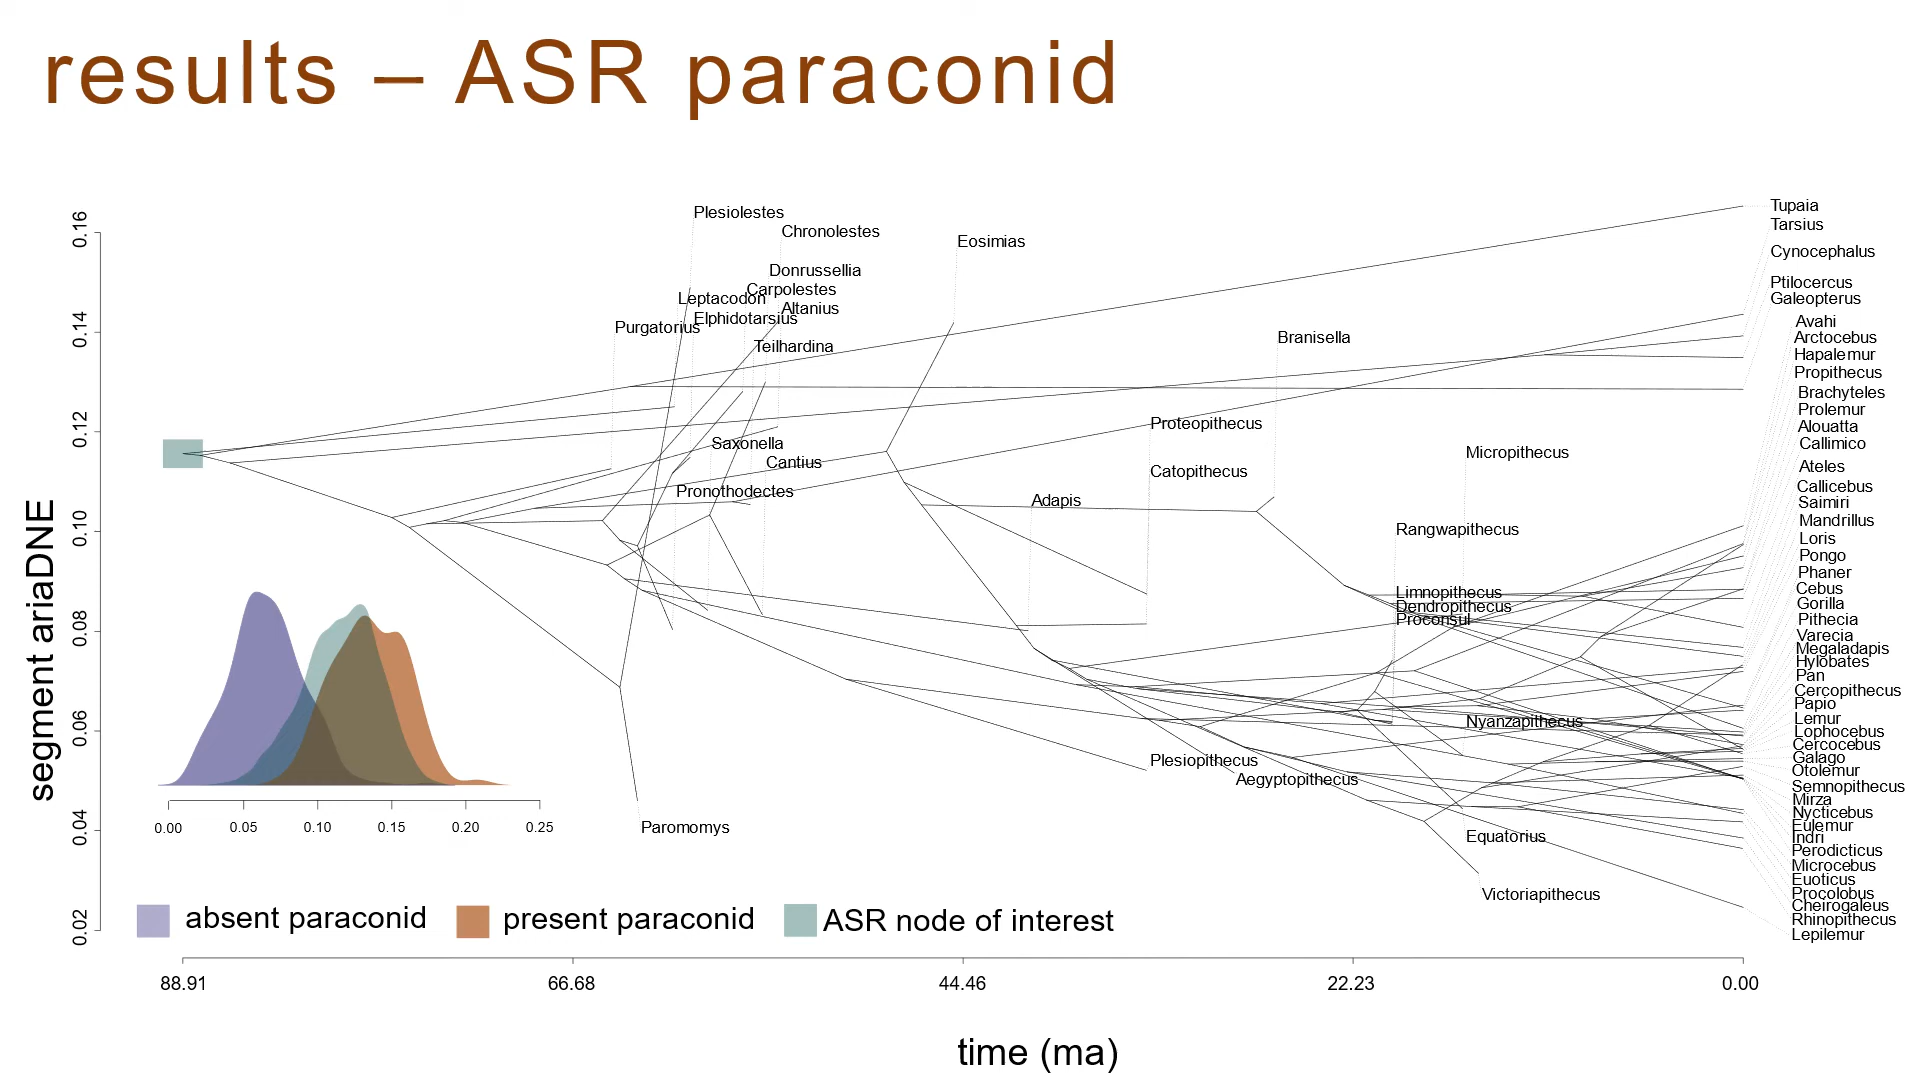 results – ASR paraconid
segment ariaDNE
0.16
0.14
0.12
0.10
0.08
0.06
0.04
0.02
Plesiolestes
Chronolestes
Eosimias
Donrussellia
Carpolestes
Leptacodon
Altanius
Elphidotarsius
Purgatorius
Teilhardina
Branisella
Proteopithecus
Saxonella
Cantius
Micropithecus
Catopithecus
Pronothodectes
Adapis
Rangwapithecus
Limnopithecus
Dendropithecus
Proconsul
Nyanzapithecus
Plesiopithecus
Aegyptopithecus
Paromomys
Equatorius
Victoriapithecus
Tupaia
Tarsius
Cynocephalus
Ptilocercus
Galeopterus
Avahi
Arctocebus
Hapalemur
Propithecus
Brachyteles
Prolemur
Alouatta
Callimico
Ateles
Callicebus
Saimiri
Mandrillus
Loris
Pongo
Phaner
Cebus
Gorilla
Pithecia
Varecia
Megaladapis
Hylobates
Pan
Cercopithecus
Papio
Lemur
Lophocebus
Cercocebus
Galago
Otolemur
Semnopithecus
Mirza
Nycticebus
Eulemur
Indri
Perodicticus
Microcebus
Euoticus
Procolobus
Cheirogaleus
Rhinopithecus
Lepilemur
0.00 0.05 0.10 0.15 0.20 0.25
absent paraconid present paraconid ASR node of interest
88.91 66.68 44.46 22.23 0.00
time (ma)